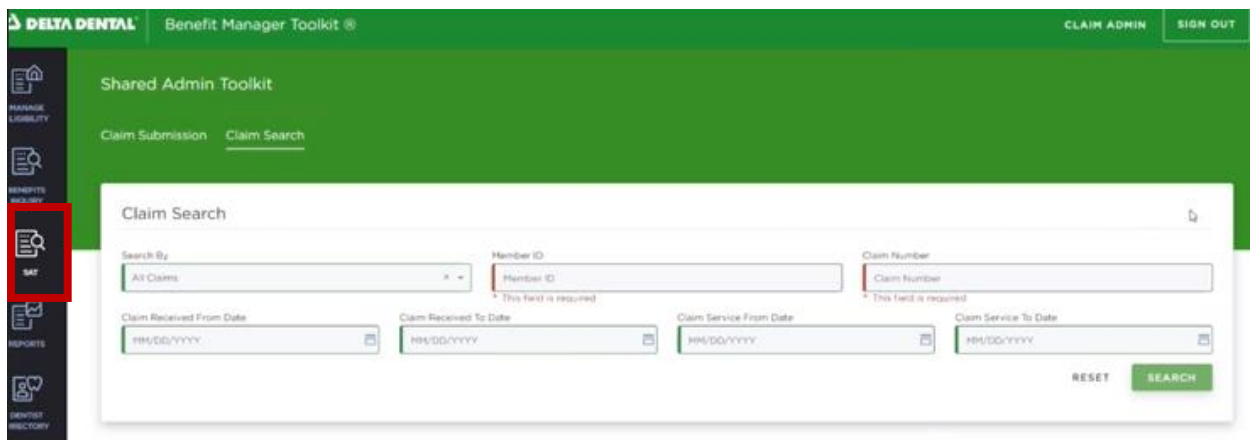 DELTA DENTAL Benefit Manager Toolkit ® CLAIM ADMIN SIGN OUT
MANAGE
ELIGIBILITY
BENEFITS
INQUIRY
SAT
REPORTS
DENTIST
DIRECTORY
Shared Admin Toolkit
Claim Submission Claim Search
Claim Search
Search By Member ID Claim Number
All Claims Member ID Claim Number
* This field is required * This field is required
Claim Received From Date Claim Received To Date Claim Service From Date Claim Service To Date
MM/DD/YYYY MM/DD/YYYY MM/DD/YYYY MM/DD/YYYY
RESET SEARCH